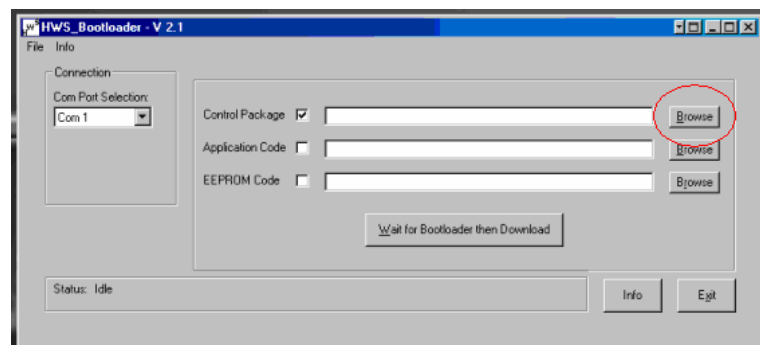 HWS_Bootloader - V 2.1
File Info
Connection
Com Port Selection:
Com 1
Control Package
Browse
Application Code
Browse
EEPROM Code
Browse
Wait for Bootloader then Download
Status: Idle
Info
Exit